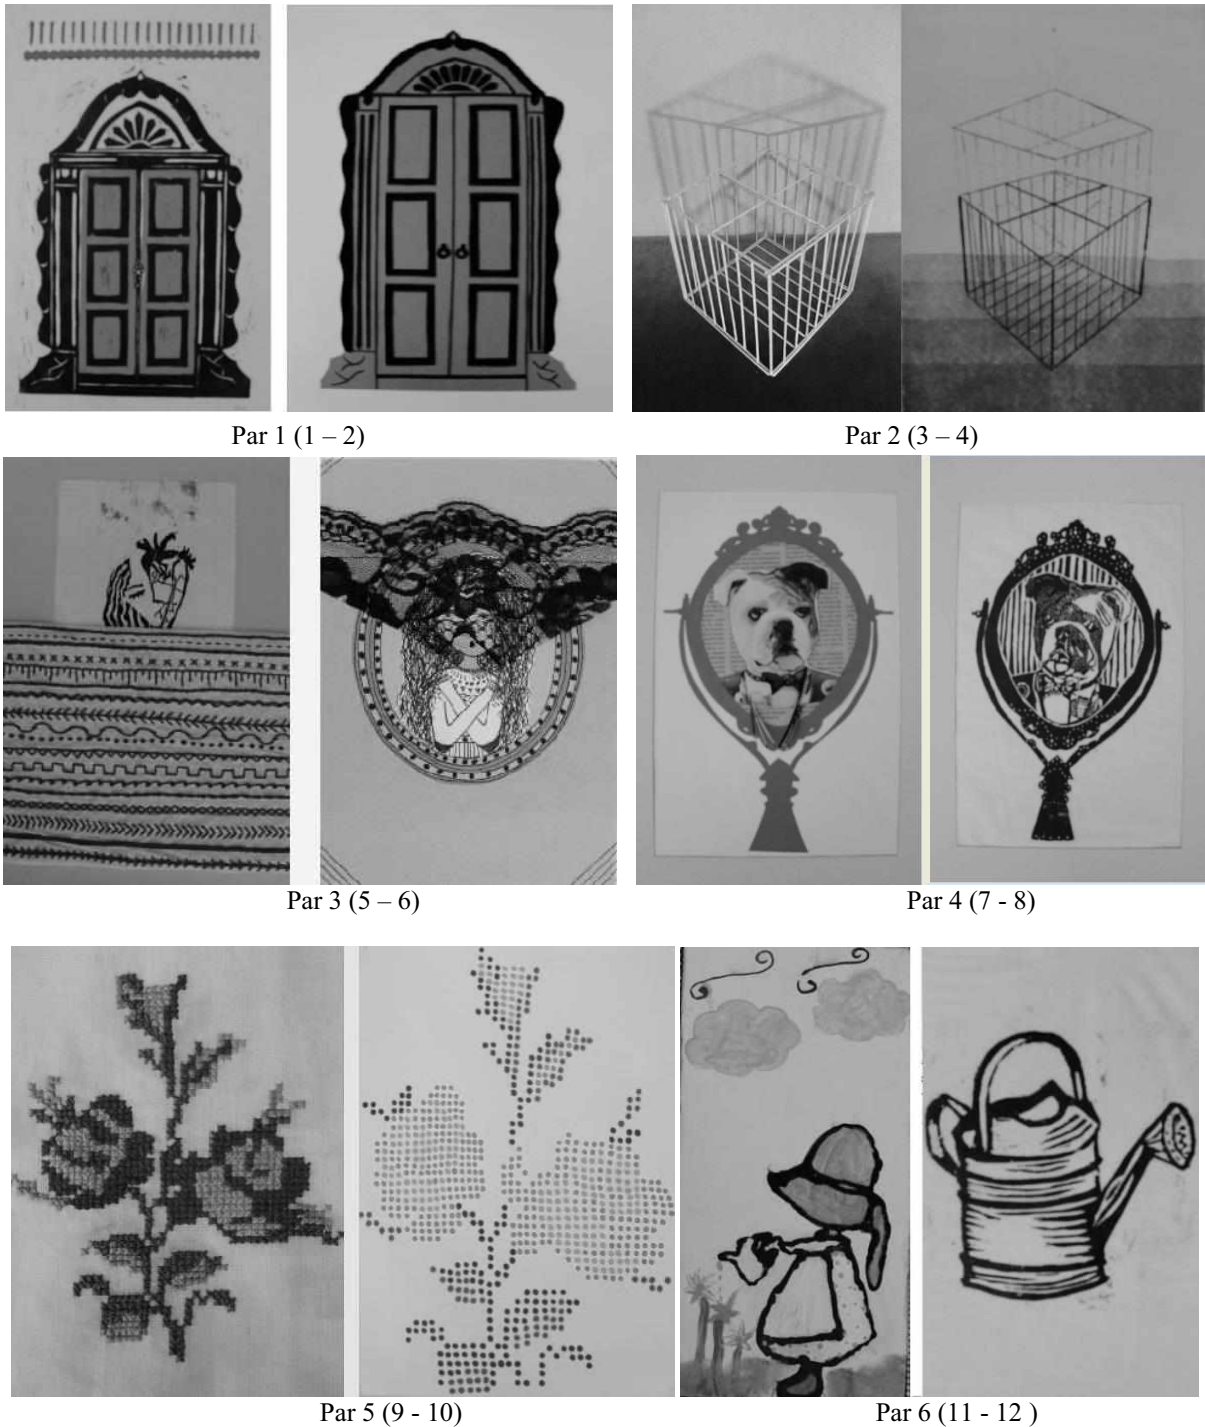 Par 1 (1 – 2)
Par 2 (3 – 4)
Par 3 (5 – 6)
Par 4 (7 - 8)
Par 5 (9 - 10)
Par 6 (11 - 12 )